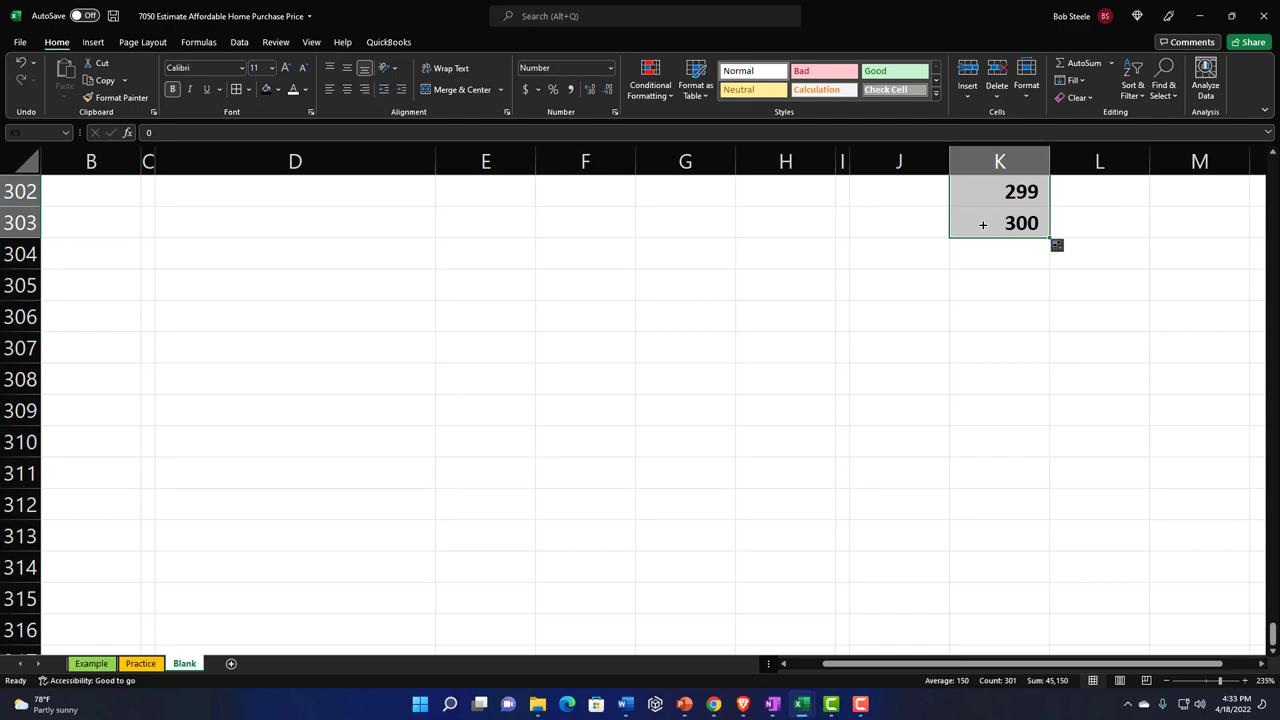 AutoSave Off 7050 Estimate Affordable Home Purchase Price Search (Alt+Q) Bob Steele BS
File Home Insert Page Layout Formulas Data Review View Help QuickBooks Comments Share
Cut Calibri 11 Wrap Text Number Normal Bad Good AutoSum
Paste Copy Conditional Formatting Format as Table Insert Delete Format Fill Sort & Filter Find & Select Analyze Data
Format Painter B I U Merge & Center $ % Neutral Calculation Check Cell Clear
Undo Clipboard Font Alignment Number Styles Cells Editing Analysis
K3 fx 0
B C D E F G H I J K L M
302 299
303 300
304
305
306
307
308
309
310
311
312
313
314
315
316
Example Practice Blank
Ready Accessibility: Good to go Average: 150 Count: 301 Sum: 45,150 235%
78°F
Partly sunny
4:33 PM
4/18/2022